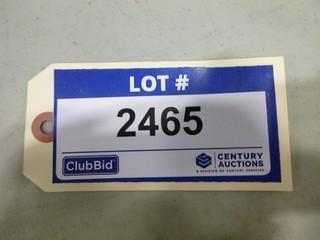 LOT #
2465
ClubBid
CENTURY
AUCTIONS
A DIVISION OF CENTURY SERVICES